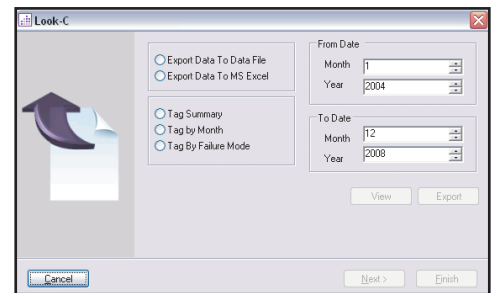 Look-C
Export Data To Data File
Export Data To MS Excel
Tag Summary
Tag by Month
Tag By Failure Mode
From Date
Month 1
Year 2004
To Date
Month 12
Year 2008
View Export
Cancel Next > Finish